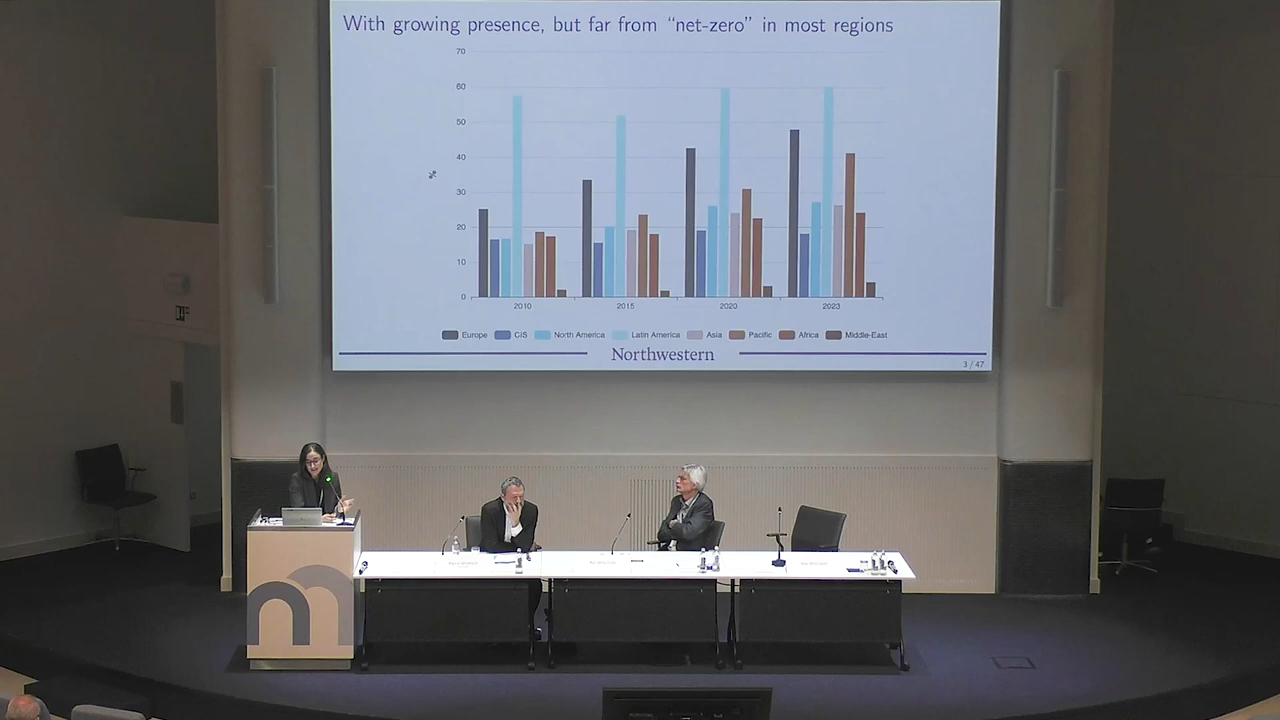 With growing presence, but far from “net-zero” in most regions
70
60
50
40
30
20
10
0
%
2010 2015 2020 2023
Europe CIS North America Latin America Asia Pacific Africa Middle-East
Northwestern
3 / 47